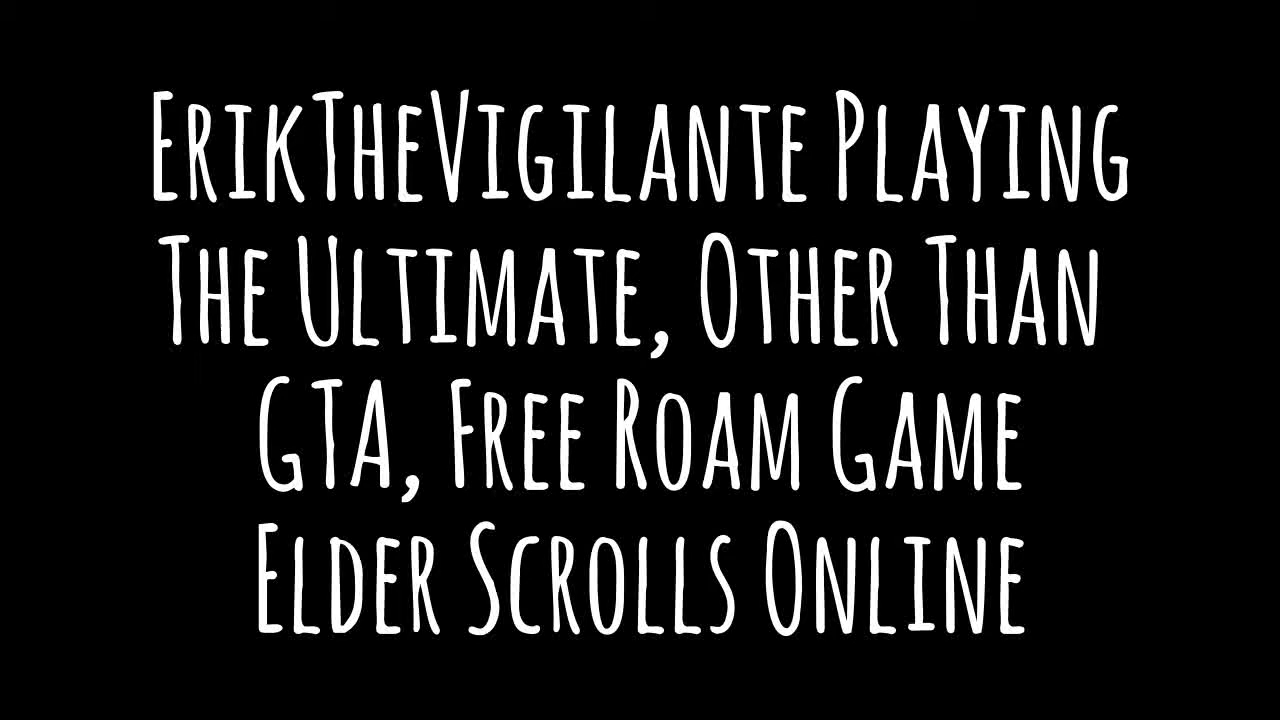 ErikTheVigilante Playing
The Ultimate, Other Than
GTA, Free Roam Game
Elder Scrolls Online